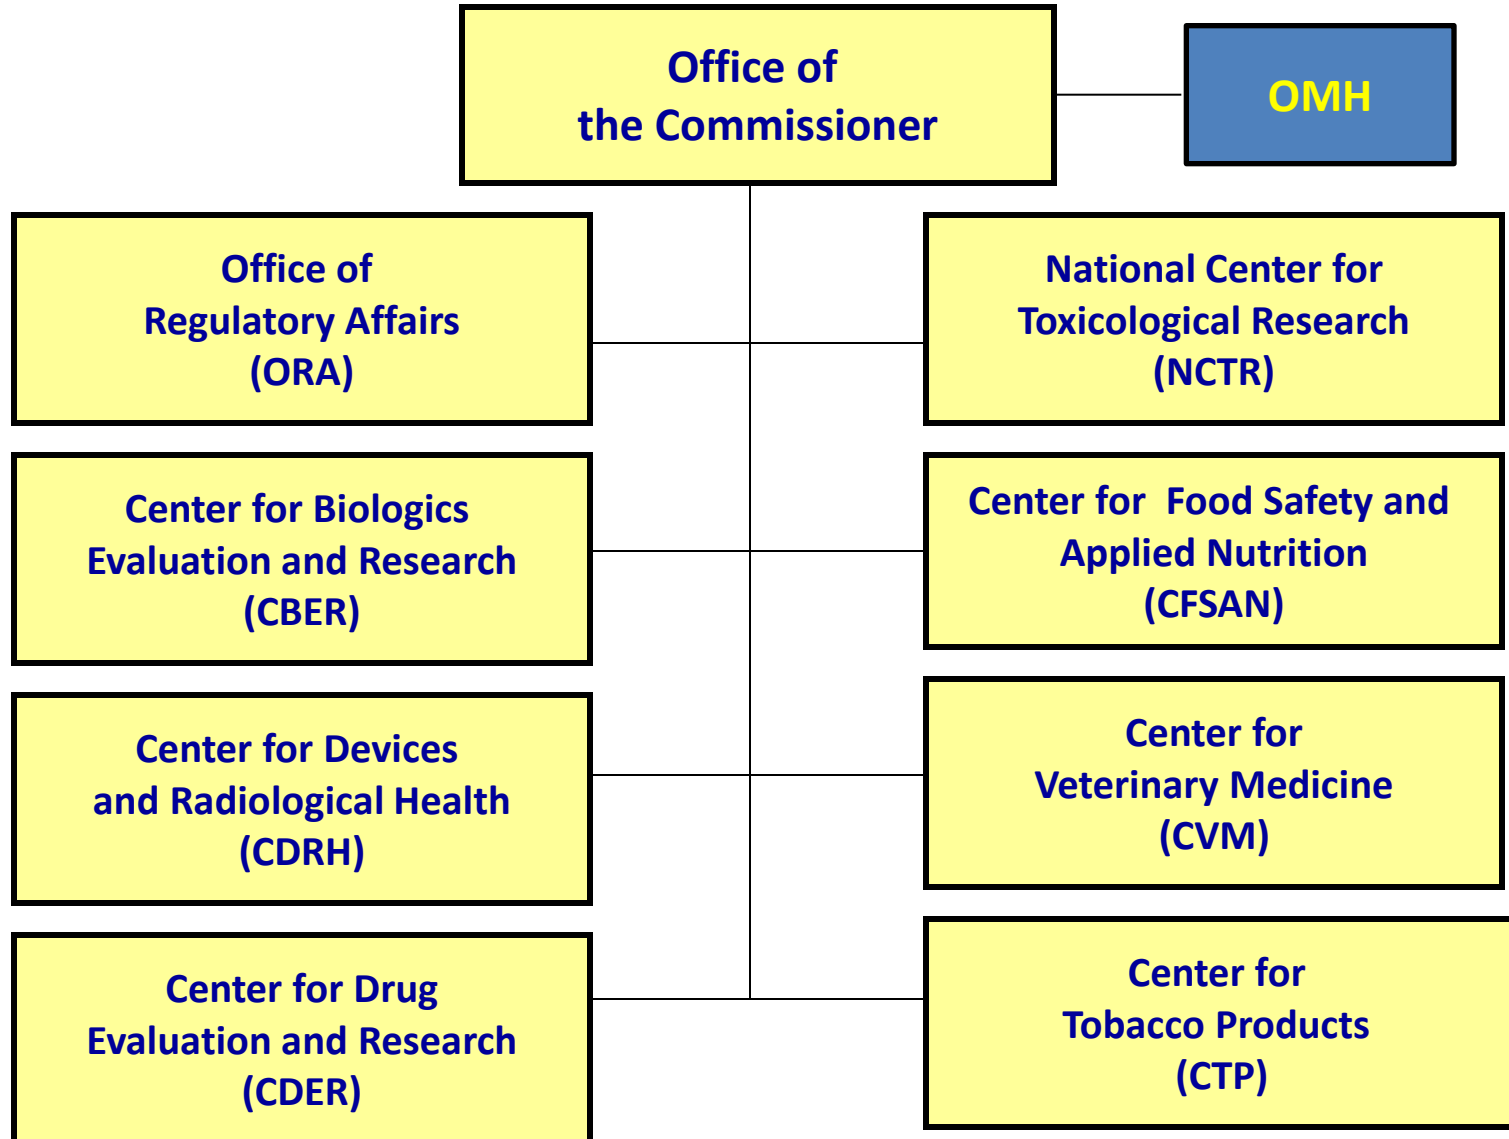 Office of
the Commissioner
OMH
Office of
Regulatory Affairs
(ORA)
National Center for
Toxicological Research
(NCTR)
Center for Biologics
Evaluation and Research
(CBER)
Center for  Food Safety and
Applied Nutrition
(CFSAN)
Center for Devices
and Radiological Health
(CDRH)
Center for
Veterinary Medicine
(CVM)
Center for Drug
Evaluation and Research
(CDER)
Center for
Tobacco Products
(CTP)